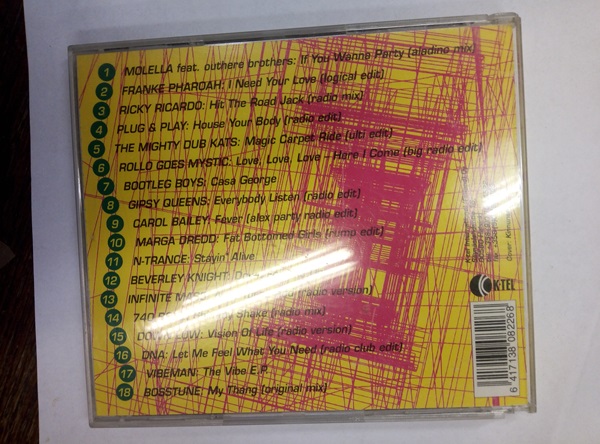 1 MOLELLA feat. outhere brothers: If You Wanna Party (aladino mix)
2 FRANKE PHAROAH: I Need Your Love (logical edit)
3 RICKY RICARDO: Hit The Road Jack (radio mix)
4 PLUG & PLAY: House Your Body (radio edit)
5 THE MIGHTY DUB KATS: Magic Carpet Ride (ulti edit)
6 ROLLO GOES MYSTIC: Love, Love, Love - Here I Come (big radio edit)
7 BOOTLEG BOYS: Casa George
8 GIPSY QUEENS: Everybody Listen (radio edit)
9 CAROL BAILEY: Fever (alex party radio edit)
10 MARGA DREDD: Fat Bottomed Girls (rump edit)
11 N-TRANCE: Stayin' Alive
12 BEVERLEY KNIGHT:
13 INFINITE (radio version)
14 Shake (radio mix)
15 LOW: Vision Of Life (radio version)
16 DNA: Let Me Feel What You Need (radio club edit)
17 VIBEMAN: The Vibe E.P.
18 BOSSTUNE: My Thang (original mix)
K-TEL
6 417138 082268